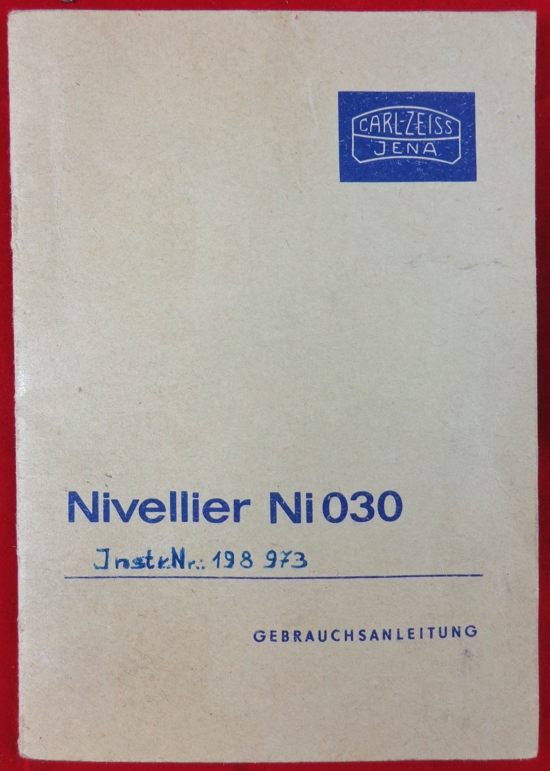 CARL-ZEISS
JENA
Nivellier Ni 030
Instr.Nr.: 198 973
GEBRAUCHSANLEITUNG